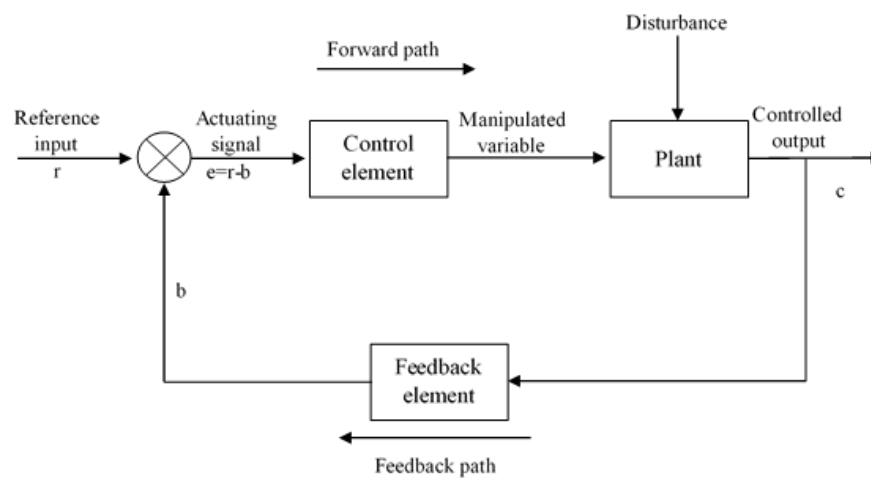 Disturbance
Forward path
Reference
input
r
Actuating
signal
e=r-b
Control
element
Manipulated
variable
Plant
Controlled
output
c
b
Feedback
element
Feedback path